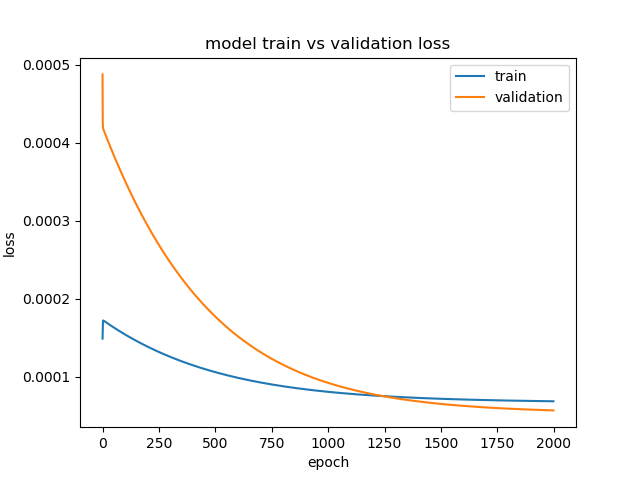 model train vs validation loss
0.0005
0.0004
0.0003
0.0002
0.0001
loss
train
validation
0 250 500 750 1000 1250 1500 1750 2000
epoch